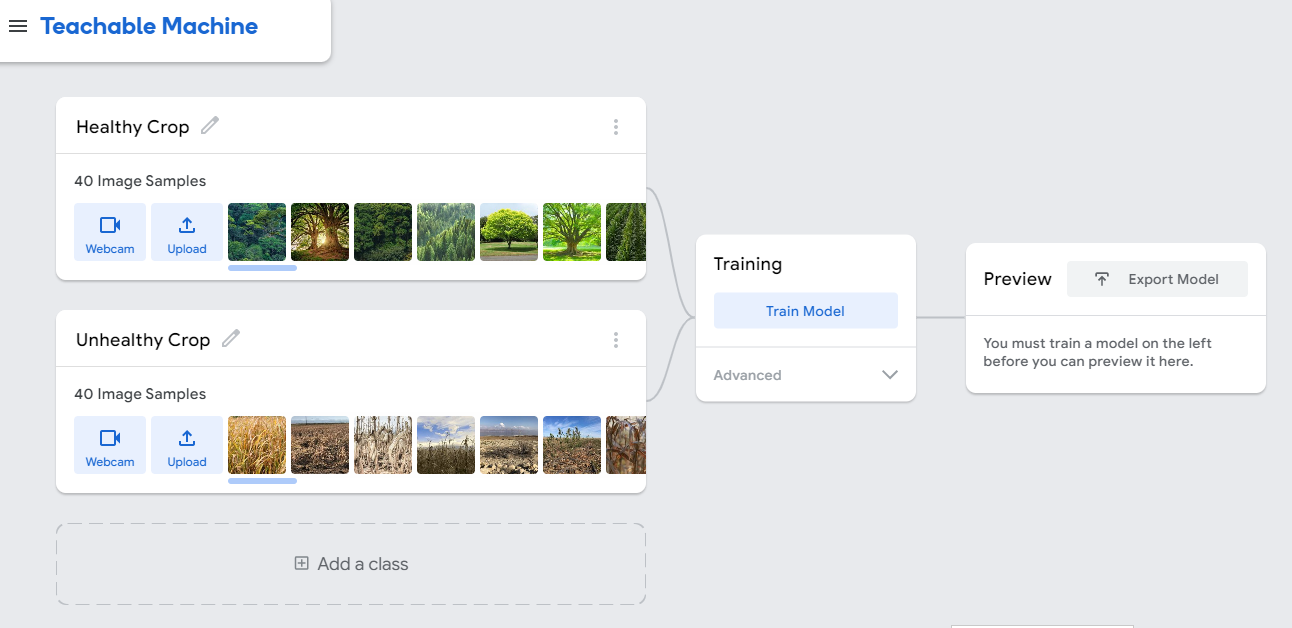 Teachable Machine
Healthy Crop
40 Image Samples
Webcam
Upload
Unhealthy Crop
40 Image Samples
Webcam
Upload
Add a class
Training
Train Model
Advanced
Preview
Export Model
You must train a model on the left
before you can preview it here.